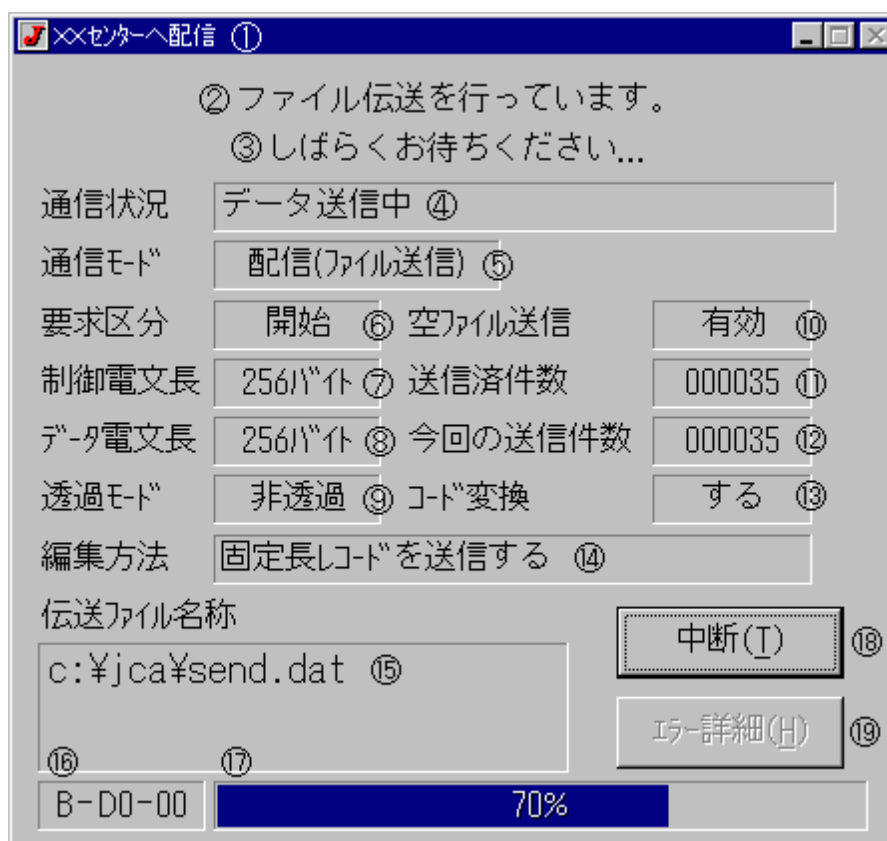 ××ｾﾝﾀｰへ配信 ①
②ファイル伝送を行っています。
③しばらくお待ちください...
通信状況 データ送信中 ④
通信ﾓｰﾄﾞ 配信(ﾌｧｲﾙ送信) ⑤
要求区分 開始 ⑥ 空ﾌｧｲﾙ送信 有効 ⑩
制御電文長 256ﾊﾞｲﾄ ⑦ 送信済件数 000035 ⑪
ﾃﾞｰﾀ電文長 256ﾊﾞｲﾄ ⑧ 今回の送信件数 000035 ⑫
透過ﾓｰﾄﾞ 非透過 ⑨ ｺｰﾄﾞ変換 する ⑬
編集方法 固定長ﾚｺｰﾄﾞを送信する ⑭
伝送ﾌｧｲﾙ名称
c:¥jca¥send.dat ⑮
中断(T) ⑱
ｴﾗｰ詳細(H) ⑲
⑯ ⑰
B-D0-00 70%